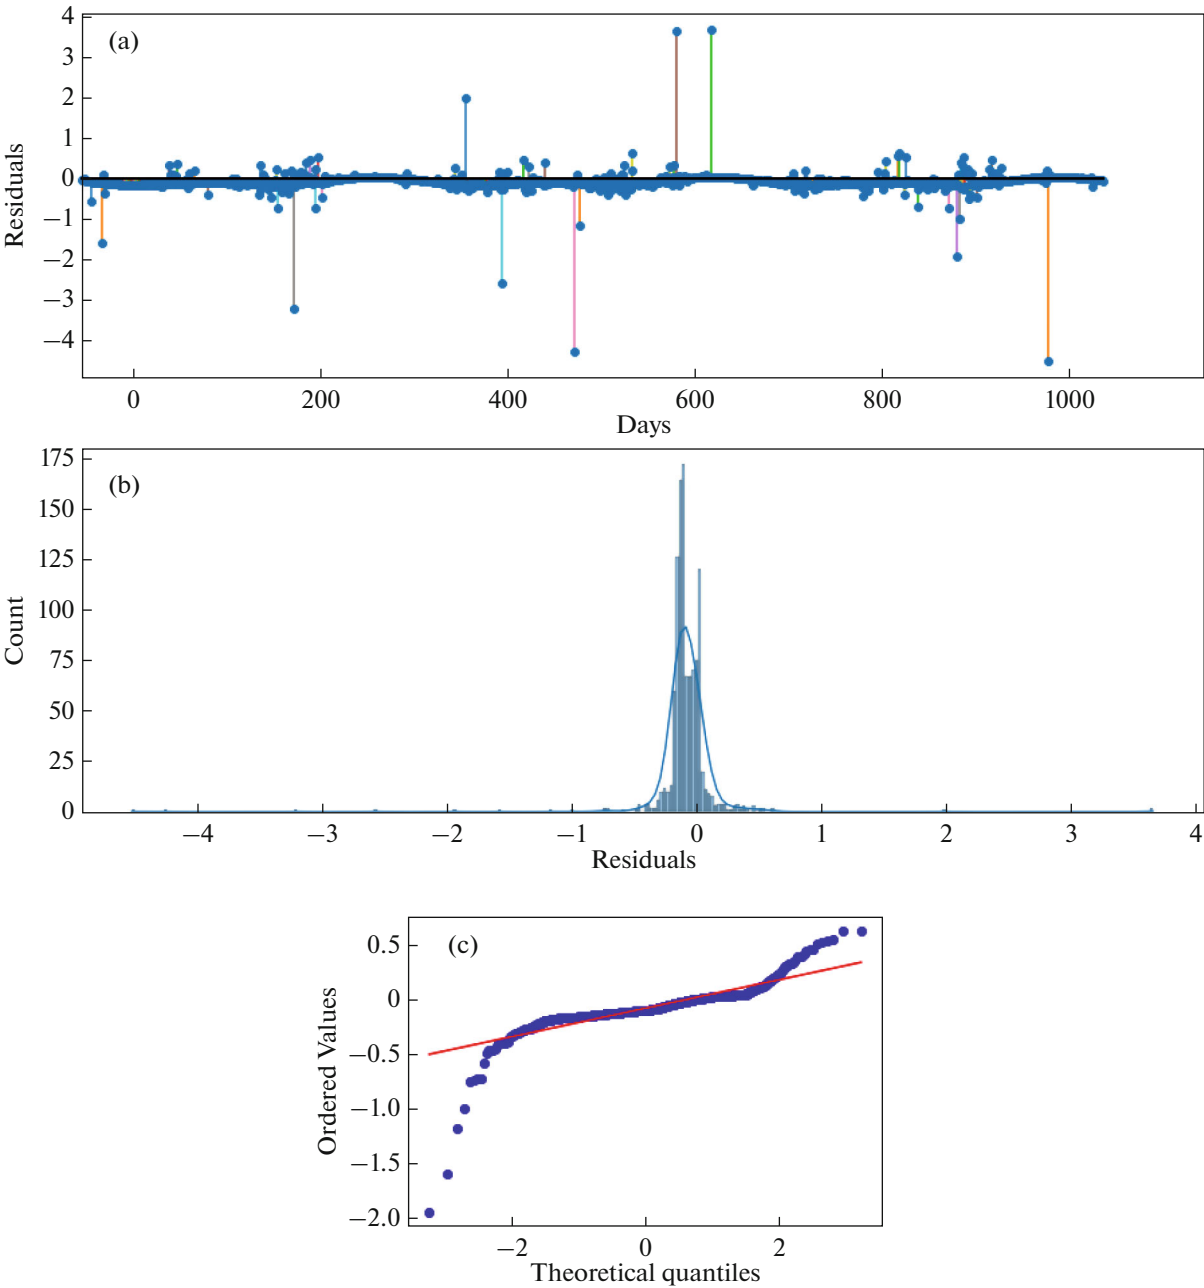 4
(a)
3
2
1
0
−1
−2
−3
−4
Residuals
0 200 400 600 800 1000
Days
175
(b)
150
125
100
75
50
25
0
Count
−4 −3 −2 −1 0 1 2 3 4
Residuals
(c)
0.5
0
−0.5
−1.0
−1.5
−2.0
Ordered Values
−2 0 2
Theoretical quantiles